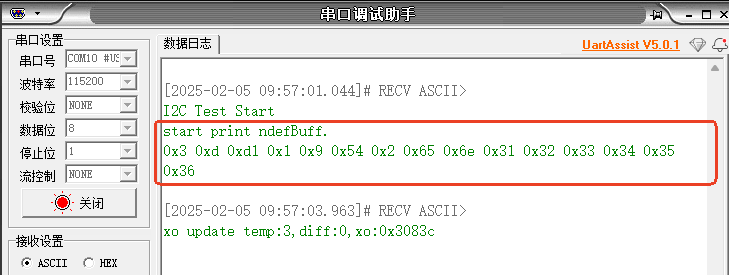 串口调试助手
串口设置
串口号 COM10 #US
波特率 115200
校验位 NONE
数据位 8
停止位 1
流控制 NONE
关闭
接收设置
ASCII HEX
数据日志
UartAssist V5.0.1
[2025-02-05 09:57:01.044]# RECV ASCII>
I2C Test Start
start print ndefBuff.
0x3 0xd 0xd1 0x1 0x9 0x54 0x2 0x65 0x6e 0x31 0x32 0x33 0x34 0x35
0x36
[2025-02-05 09:57:03.963]# RECV ASCII>
xo update temp:3,diff:0,xo:0x3083c